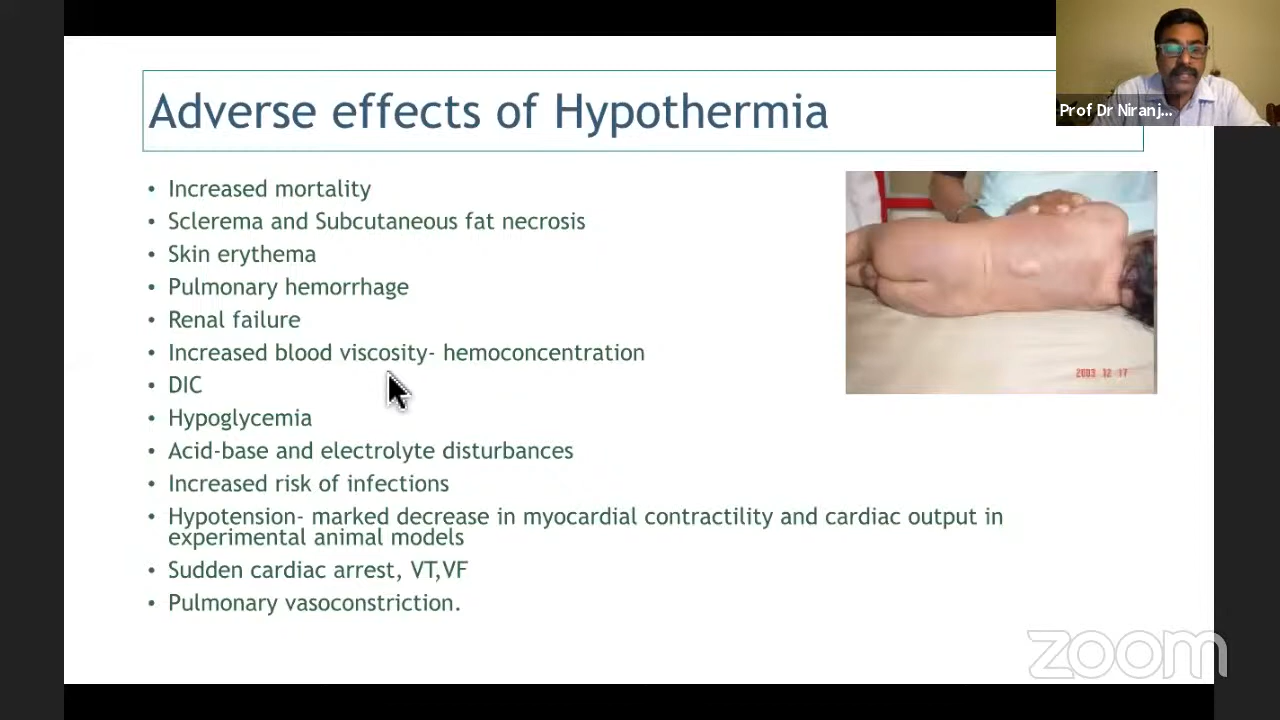 Adverse effects of Hypothermia
Prof Dr Niranj...
• Increased mortality
• Sclerema and Subcutaneous fat necrosis
• Skin erythema
• Pulmonary hemorrhage
• Renal failure
• Increased blood viscosity- hemoconcentration
• DIC
• Hypoglycemia
• Acid-base and electrolyte disturbances
• Increased risk of infections
• Hypotension- marked decrease in myocardial contractility and cardiac output in
experimental animal models
• Sudden cardiac arrest, VT,VF
• Pulmonary vasoconstriction.
2003 12 17
zoom